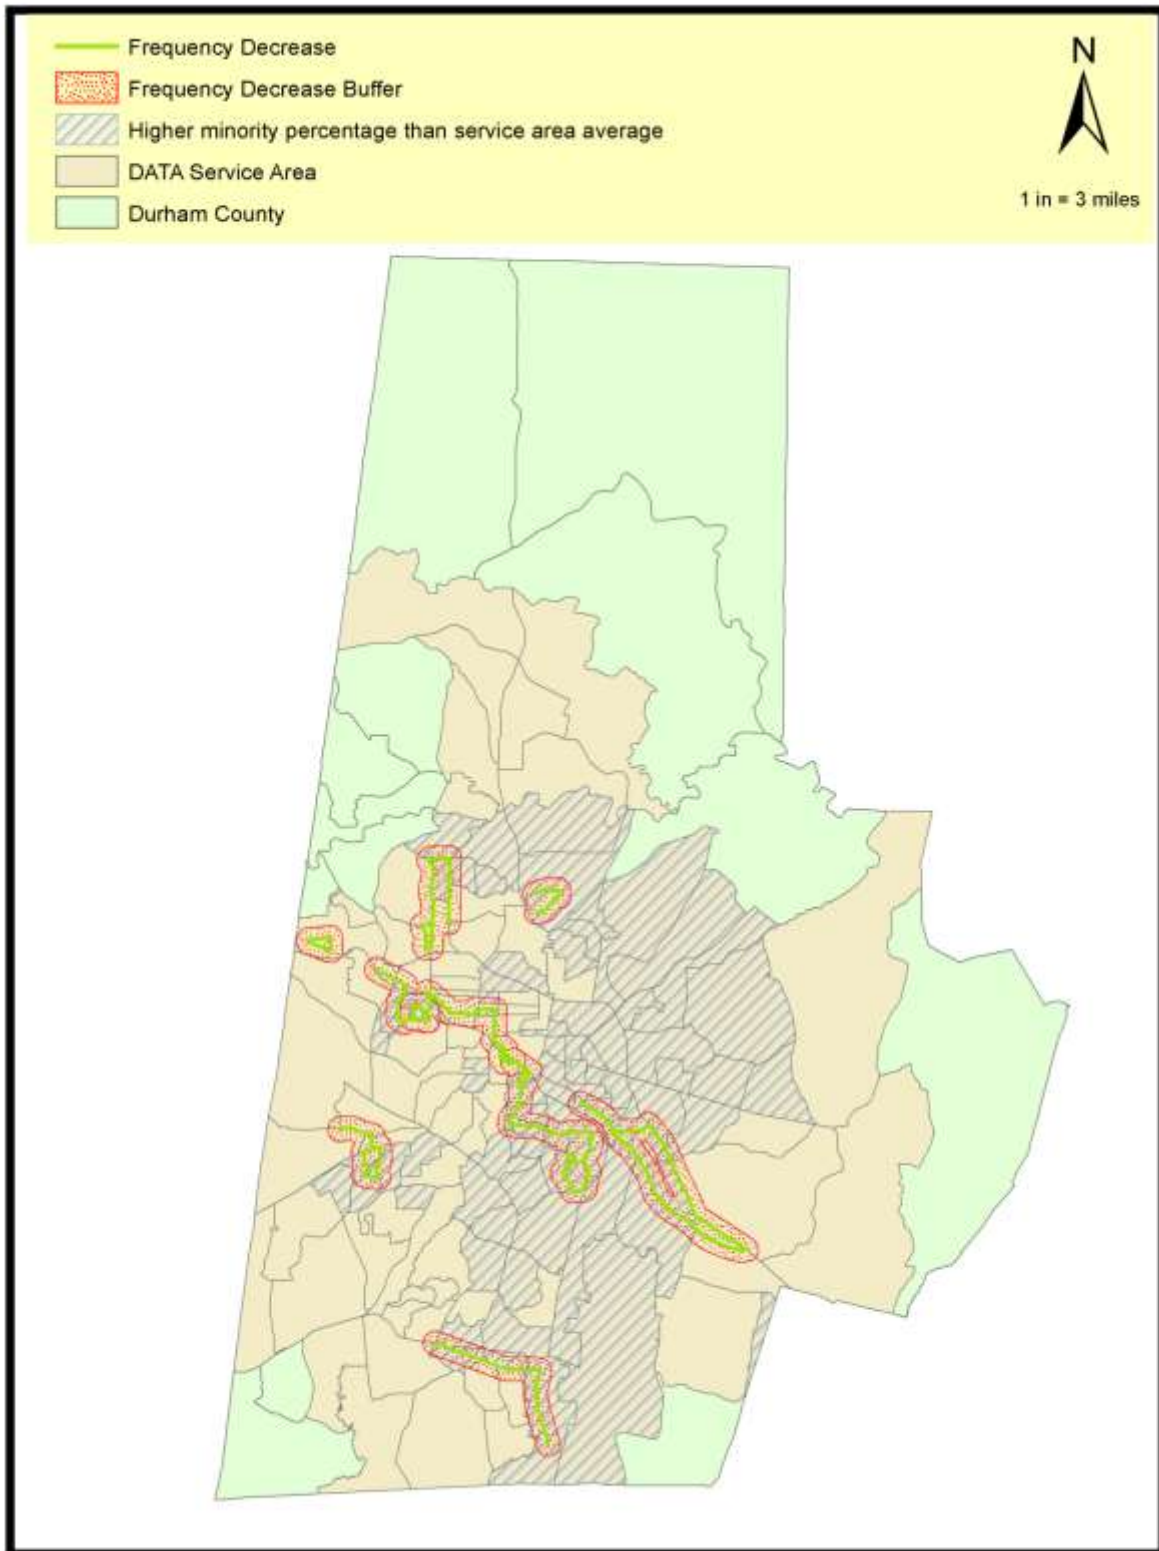 Frequency Decrease
Frequency Decrease Buffer
Higher minority percentage than service area average
DATA Service Area
Durham County
N
1 in = 3 miles